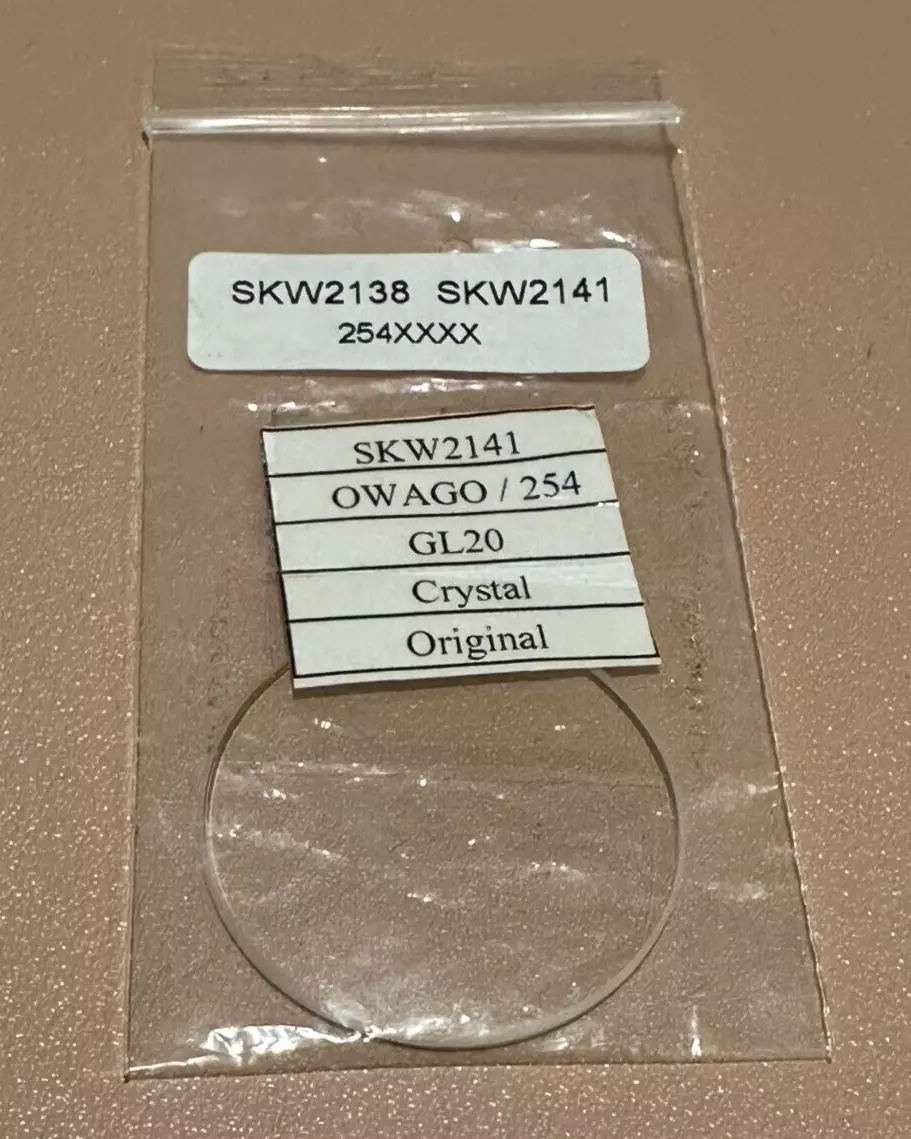 SKW2138 SKW2141
254XXXX
SKW2141
OWAGO / 254
GL20
Crystal
Original